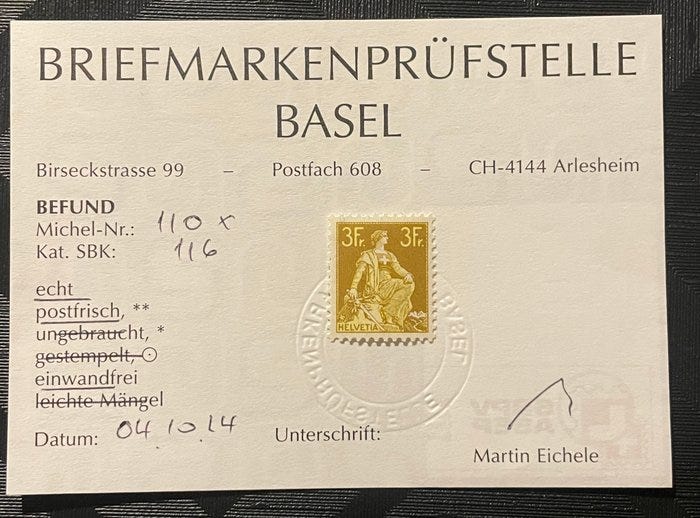 BRIEFMARKENPRÜFSTELLE
BASEL
Birseckstrasse 99 – Postfach 608 – CH-4144 Arlesheim
BEFUND
Michel-Nr.: 110 x
Kat. SBK: 116
3Fr. 3Fr.
HELVETIA
echt
postfrisch, **
ungebraucht, *
gestempelt, ⊙
einwandfrei
leichte Mängel
Datum: 04.10.14
Unterschrift:
Martin Eichele